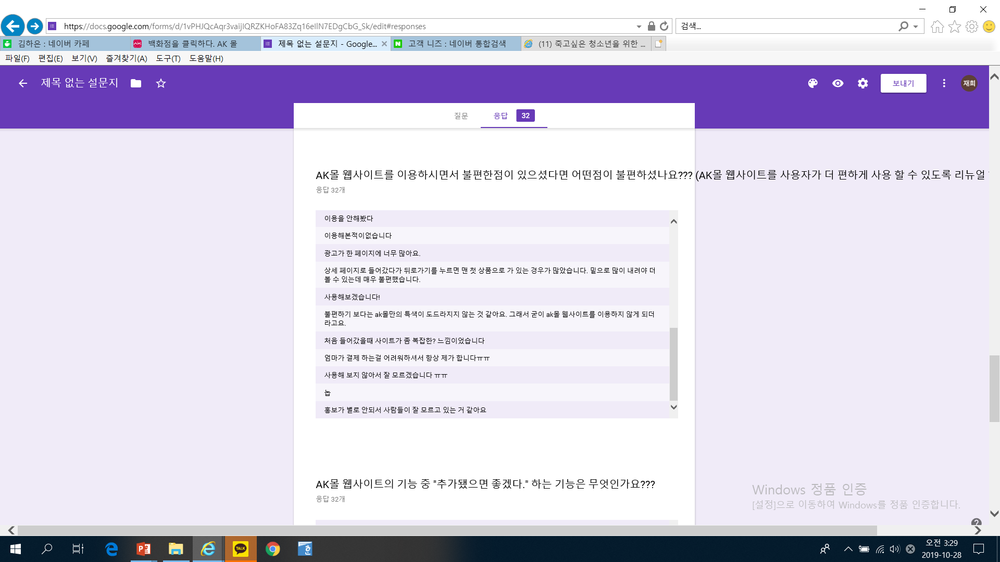 https://docs.google.com/forms/d/1vPHJQcAqr3vaijIQRZKHoFA83Zq16eIlN7EDgCbG_Sk/edit#responses
검색...
김하은 : 네이버 카페
백화점을 클릭하다. AK 몰
제목 없는 설문지 - Google...
고객 니즈 : 네이버 통합검색
(11) 죽고싶은 청소년을 위한 ...
파일(F) 편집(E) 보기(V) 즐겨찾기(A) 도구(T) 도움말(H)
제목 없는 설문지
보내기
재희
질문
응답 32
AK몰 웹사이트를 이용하시면서 불편한점이 있으셨다면 어떤점이 불편하셨나요??? (AK몰 웹사이트를 사용자가 더 편하게 사용 할 수 있도록 리뉴얼
응답 32개
이용을 안해봤다
이용해본적이없습니다
광고가 한 페이지에 너무 많아요.
상세 페이지로 들어갔다가 뒤로가기를 누르면 맨 첫 상품으로 가 있는 경우가 많았습니다. 밑으로 많이 내려야 더
볼 수 있는데 매우 불편했습니다.
사용해보겠습니다!
불편하기 보다는 ak몰만의 특색이 도드라지지 않는 것 같아요. 그래서 굳이 ak몰 웹사이트를 이용하지 않게 되더
라고요.
처음 들어갔을때 사이트가 좀 복잡한? 느낌이었습니다
엄마가 결제 하는걸 어려워하셔서 항상 제가 합니다ㅠㅠ
사용해 보지 않아서 잘 모르겠습니다 ㅠㅠ
놉
홍보가 별로 안되서 사람들이 잘 모르고 있는 거 같아요
AK몰 웹사이트의 기능 중 "추가됐으면 좋겠다." 하는 기능은 무엇인가요???
응답 32개
Windows 정품 인증
[설정]으로 이동하여 Windows를 정품 인증합니다.
TALK
오전 3:29
2019-10-28